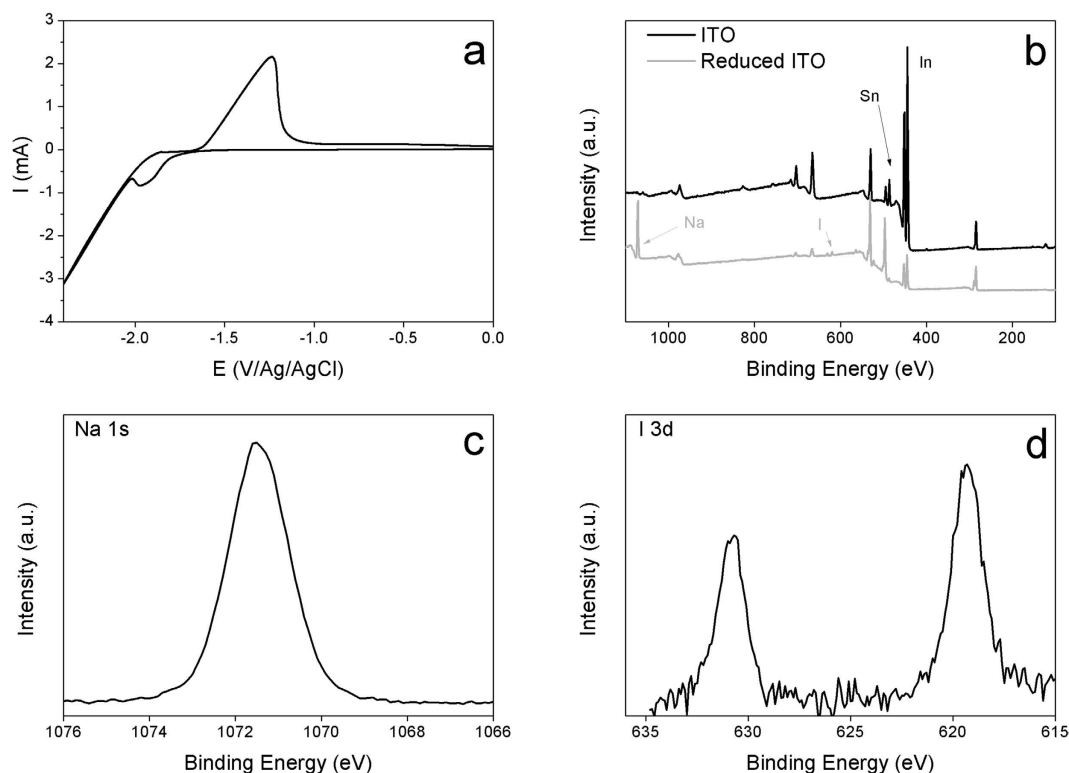 a
I (mA)
3
2
1
0
-1
-2
-3
-4
-2.0
-1.5
-1.0
-0.5
0.0
E (V/Ag/AgCl)
b
ITO
Reduced ITO
In
Sn
Na
I
Intensity (a.u.)
1000
800
600
400
200
Binding Energy (eV)
Na 1s
c
Intensity (a.u.)
1076
1074
1072
1070
1068
1066
Binding Energy (eV)
I 3d
d
Intensity (a.u.)
635
630
625
620
615
Binding Energy (eV)